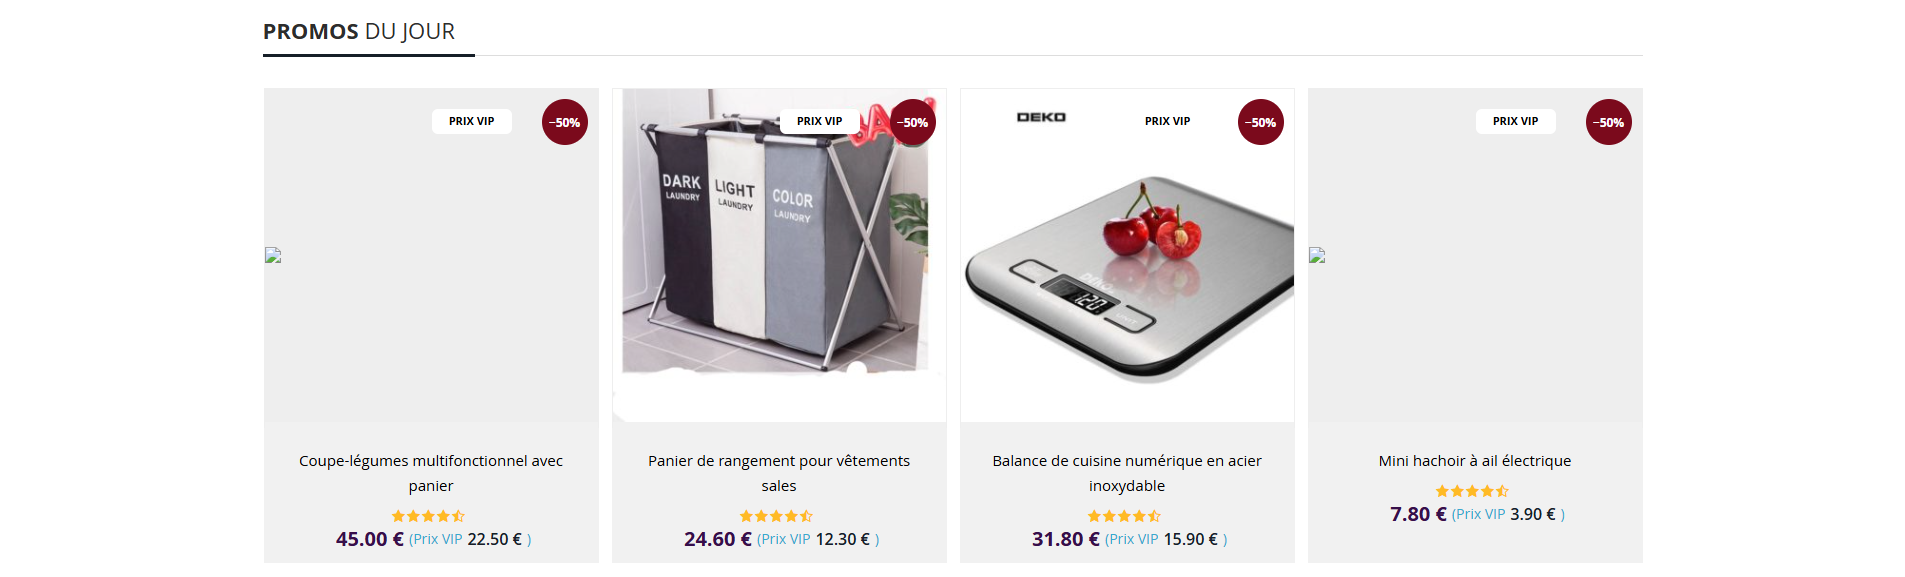 PROMOS DU JOUR
PRIX VIP
-50%
PRIX VIP
-50%
DARK
LAUNDRY
LIGHT
LAUNDRY
COLOR
LAUNDRY
DEKO
PRIX VIP
-50%
DEKO
120
UNIT
PRIX VIP
-50%
Coupe-légumes multifonctionnel avec
panier
45.00 € (Prix VIP 22.50 € )
Panier de rangement pour vêtements
sales
24.60 € (Prix VIP 12.30 € )
Balance de cuisine numérique en acier
inoxydable
31.80 € (Prix VIP 15.90 € )
Mini hachoir à ail électrique
7.80 € (Prix VIP 3.90 € )